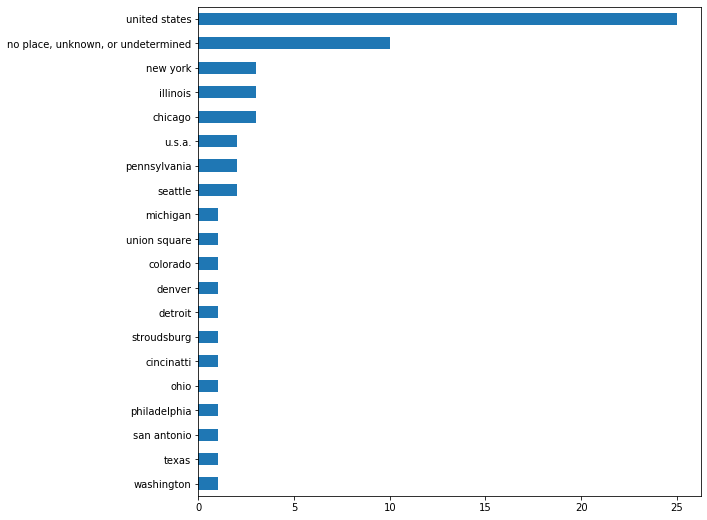 united states
no place, unknown, or undetermined
new york
illinois
chicago
u.s.a.
pennsylvania
seattle
michigan
union square
colorado
denver
detroit
stroudsburg
cincinatti
ohio
philadelphia
san antonio
texas
washington
0 5 10 15 20 25